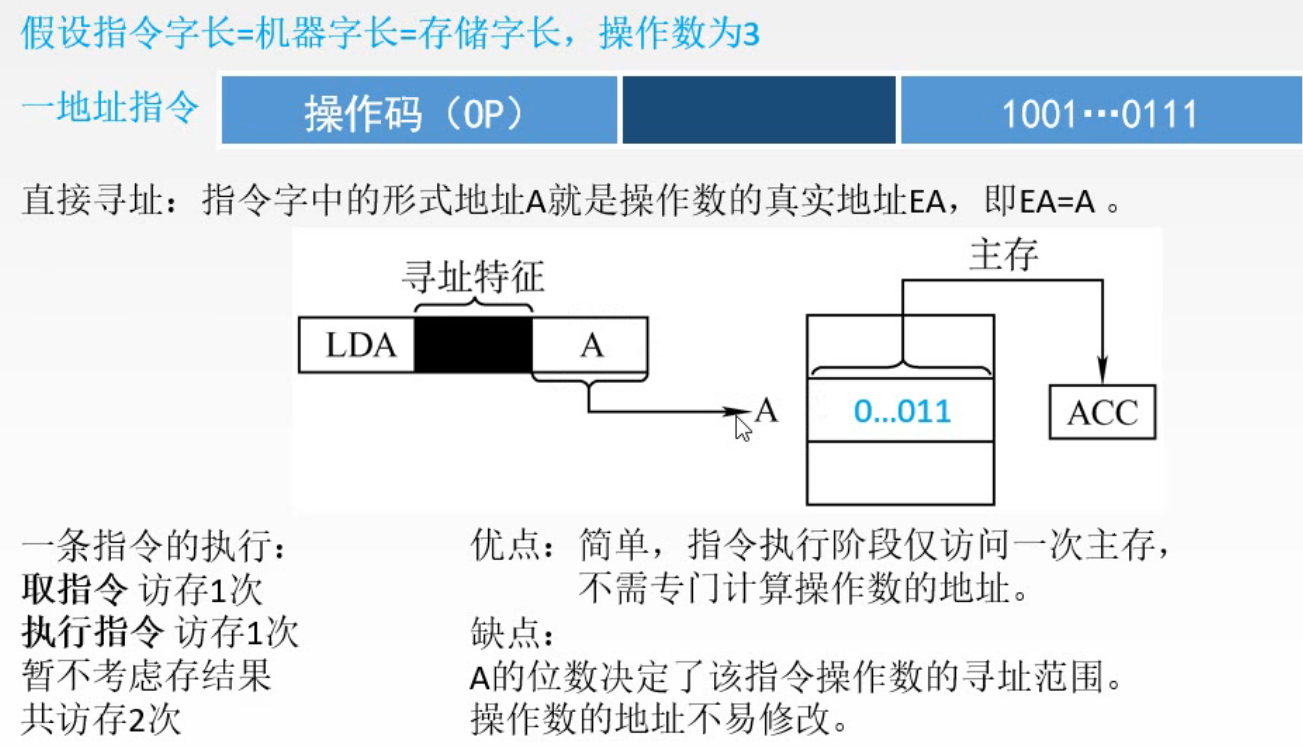 假设指令字长=机器字长=存储字长，操作数为3
一地址指令 操作码（OP） 1001···0111
直接寻址：指令字中的形式地址A就是操作数的真实地址EA，即EA=A 。
主存
寻址特征
LDA A
A 0...011 ACC
一条指令的执行：
取指令 访存1次
执行指令 访存1次
暂不考虑存结果
共访存2次
优点：简单，指令执行阶段仅访问一次主存，
不需专门计算操作数的地址。
缺点：
A的位数决定了该指令操作数的寻址范围。
操作数的地址不易修改。